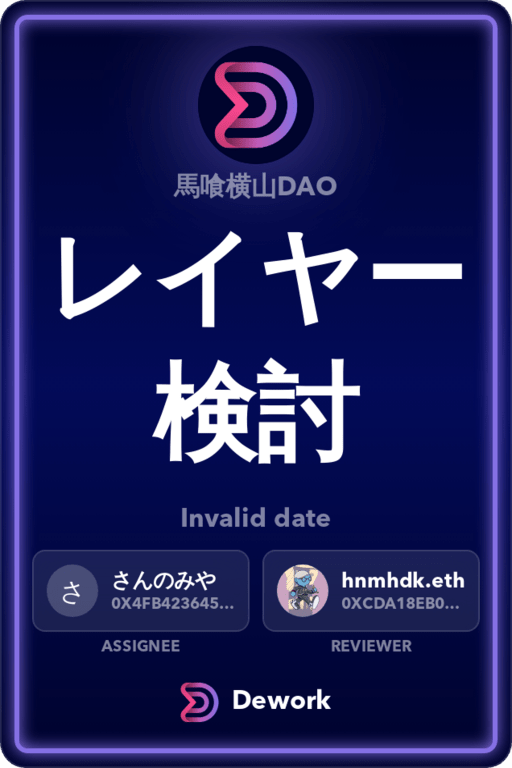 馬喰横山DAO
レイヤー
検討
Invalid date
さ
さんのみや
0X4FB423645...
hnmhdk.eth
0XCDA18EB0...
ASSIGNEE
REVIEWER
Dework